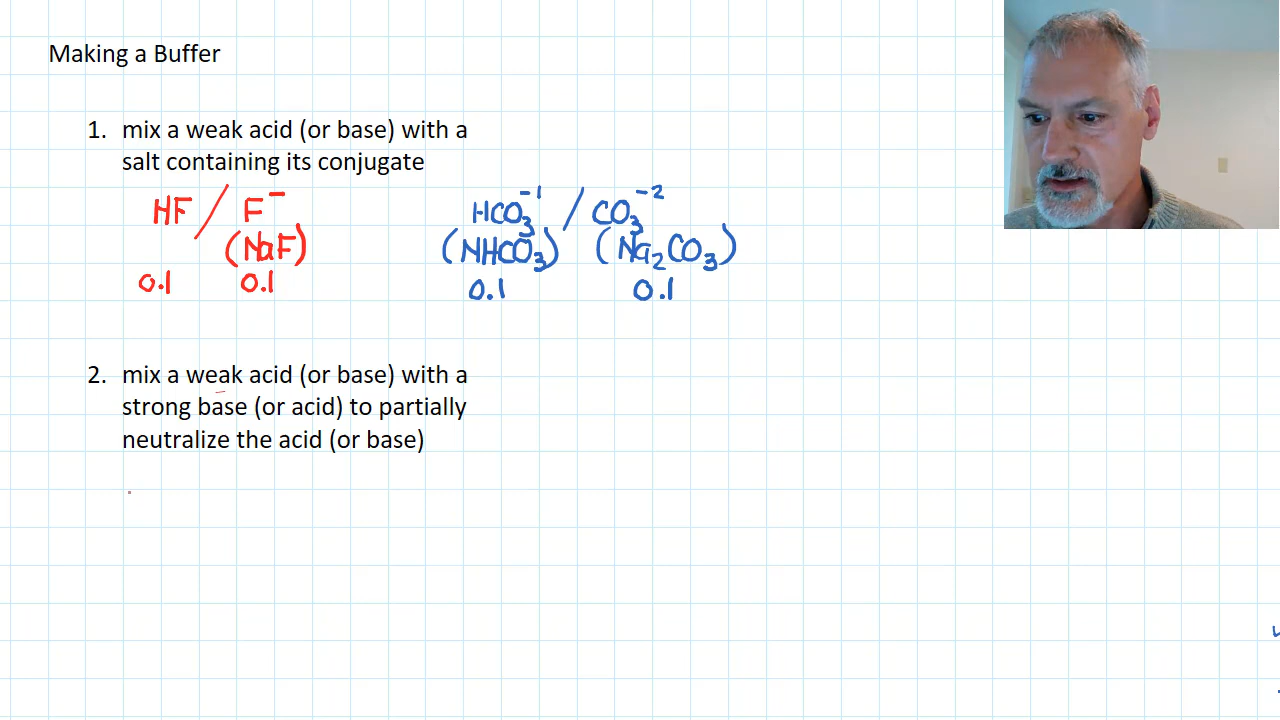 Making a Buffer
1. mix a weak acid (or base) with a
salt containing its conjugate
HF / F⁻
(NaF)
0.1 0.1
HCO₃⁻¹ / CO₃⁻²
(NHCO₃) (Na₂CO₃)
0.1 0.1
2. mix a weak acid (or base) with a
strong base (or acid) to partially
neutralize the acid (or base)